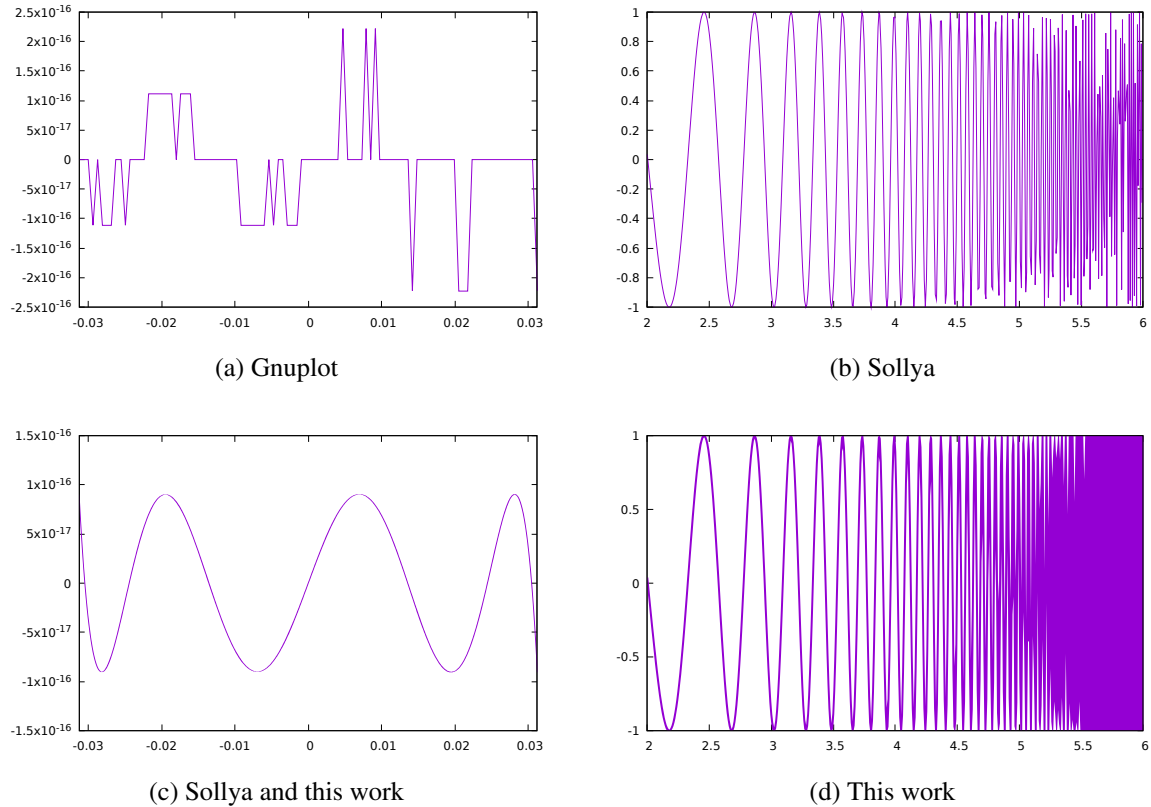 2.5x10-16
2x10-16
1.5x10-16
1x10-16
5x10-17
0
-5x10-17
-1x10-16
-1.5x10-16
-2x10-16
2.5x10-16
-0.03 -0.02 -0.01 0 0.01 0.02 0.03
(a) Gnuplot
1
0.8
0.6
0.4
0.2
0
-0.2
-0.4
-0.6
-0.8
-1
2 2.5 3 3.5 4 4.5 5 5.5 6
(b) Sollya
1.5x10-16
1x10-16
5x10-17
0
-5x10-17
-1x10-16
-1.5x10-16
-0.03 -0.02 -0.01 0 0.01 0.02 0.03
(c) Sollya and this work
1
0.5
0
-0.5
-1
2 2.5 3 3.5 4 4.5 5 5.5 6
(d) This work